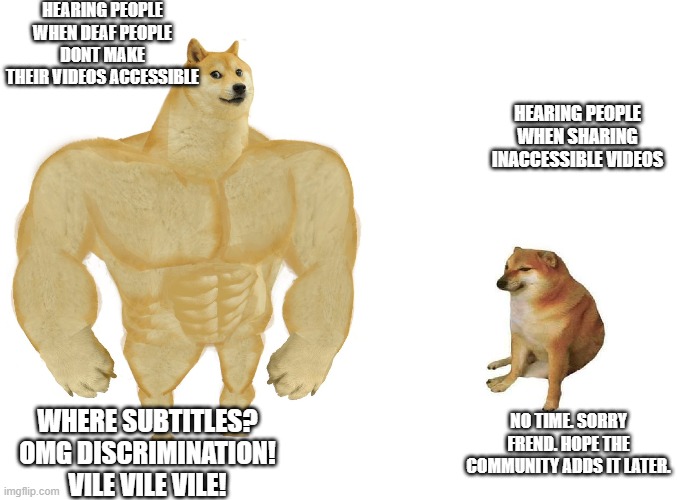 HEARING PEOPLE
WHEN DEAF PEOPLE
DONT MAKE
THEIR VIDEOS ACCESSIBLE
HEARING PEOPLE
WHEN SHARING
INACCESSIBLE VIDEOS
WHERE SUBTITLES?
OMG DISCRIMINATION!
VILE VILE VILE!
NO TIME. SORRY
FREND. HOPE THE
COMMUNITY ADDS IT LATER.
imgflip.com